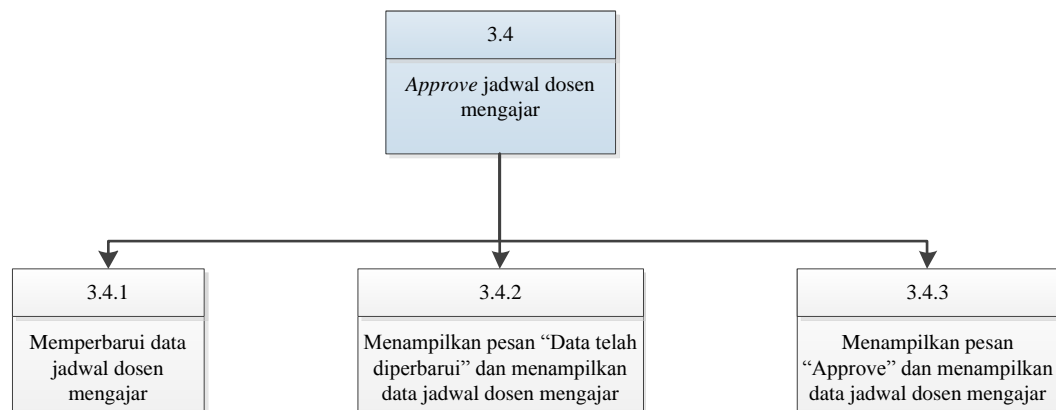 3.4
Approve jadwal dosen
mengajar
3.4.1
Memperbarui data
jadwal dosen
mengajar
3.4.2
Menampilkan pesan “Data telah
diperbarui” dan menampilkan
data jadwal dosen mengajar
3.4.3
Menampilkan pesan
“Approve” dan menampilkan
data jadwal dosen mengajar